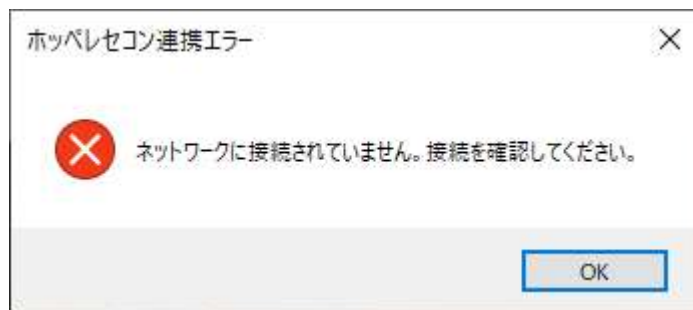 ホッペレセコン連携エラー
ネットワークに接続されていません。接続を確認してください。
OK